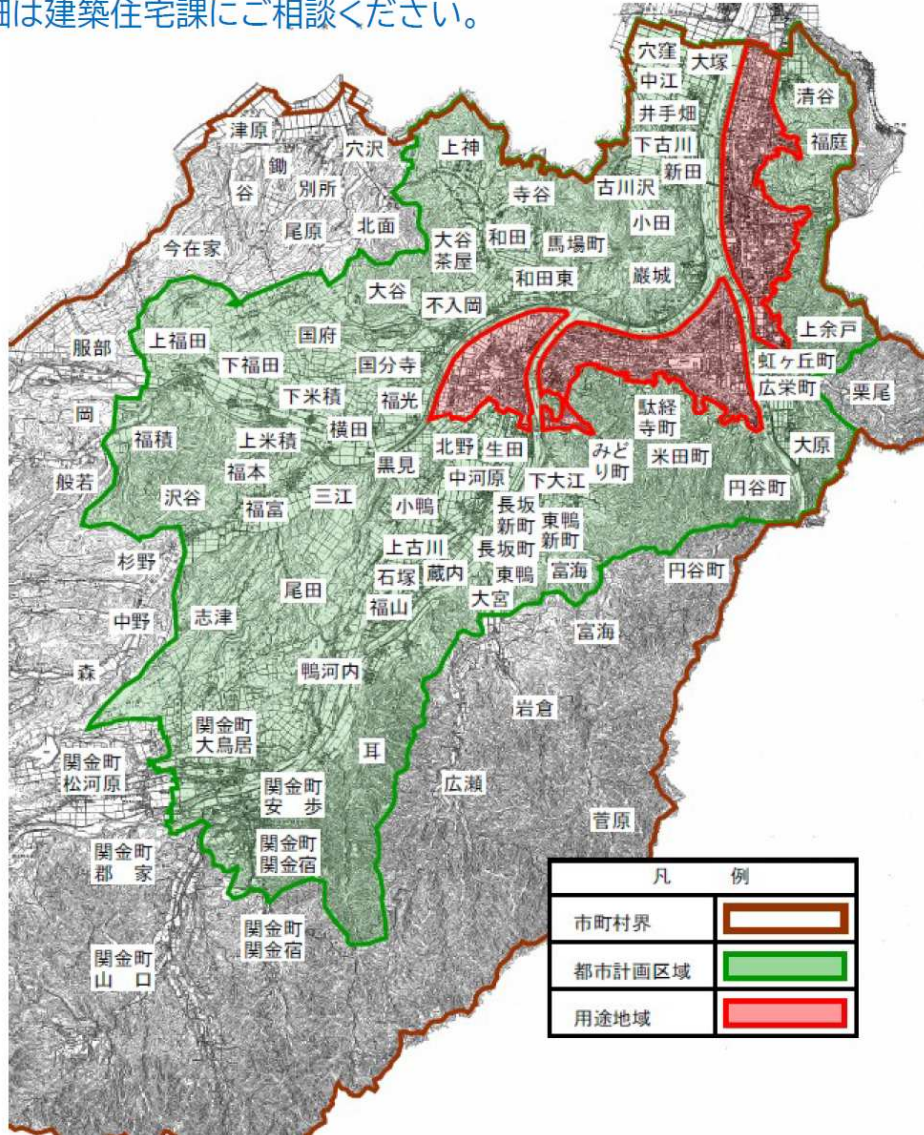 細は建築住宅課にご相談ください。
穴窪
大塚
中江
清谷
井手畑
津原
穴沢
上神
下古川
福庭
鋤
新田
谷
別所
寺谷
古川沢
尾原
北面
小田
今在家
大谷
茶屋
和田
馬場町
大谷
和田東
巌城
不入岡
服部
上福田
国府
上余戸
下福田
国分寺
虹ヶ丘町
下米積
福光
広栄町
栗尾
岡
福積
上米積
横田
北野
生田
駄経
寺町
大原
般若
福本
黒見
中河原
下大江
みど
り町
米田町
沢谷
福富
三江
小鴨
長坂
新町
東鴨
新町
円谷町
杉野
上古川
長坂町
尾田
石塚
蔵内
東鴨
富海
円谷町
中野
志津
福山
大宮
富海
森
鴨河内
岩倉
関金町
大鳥居
耳
関金町
松河原
関金町
安 歩
広瀬
菅原
関金町
郡 家
関金町
関金宿
関金町
関金宿
関金町
山 口
凡 例
市町村界
都市計画区域
用途地域